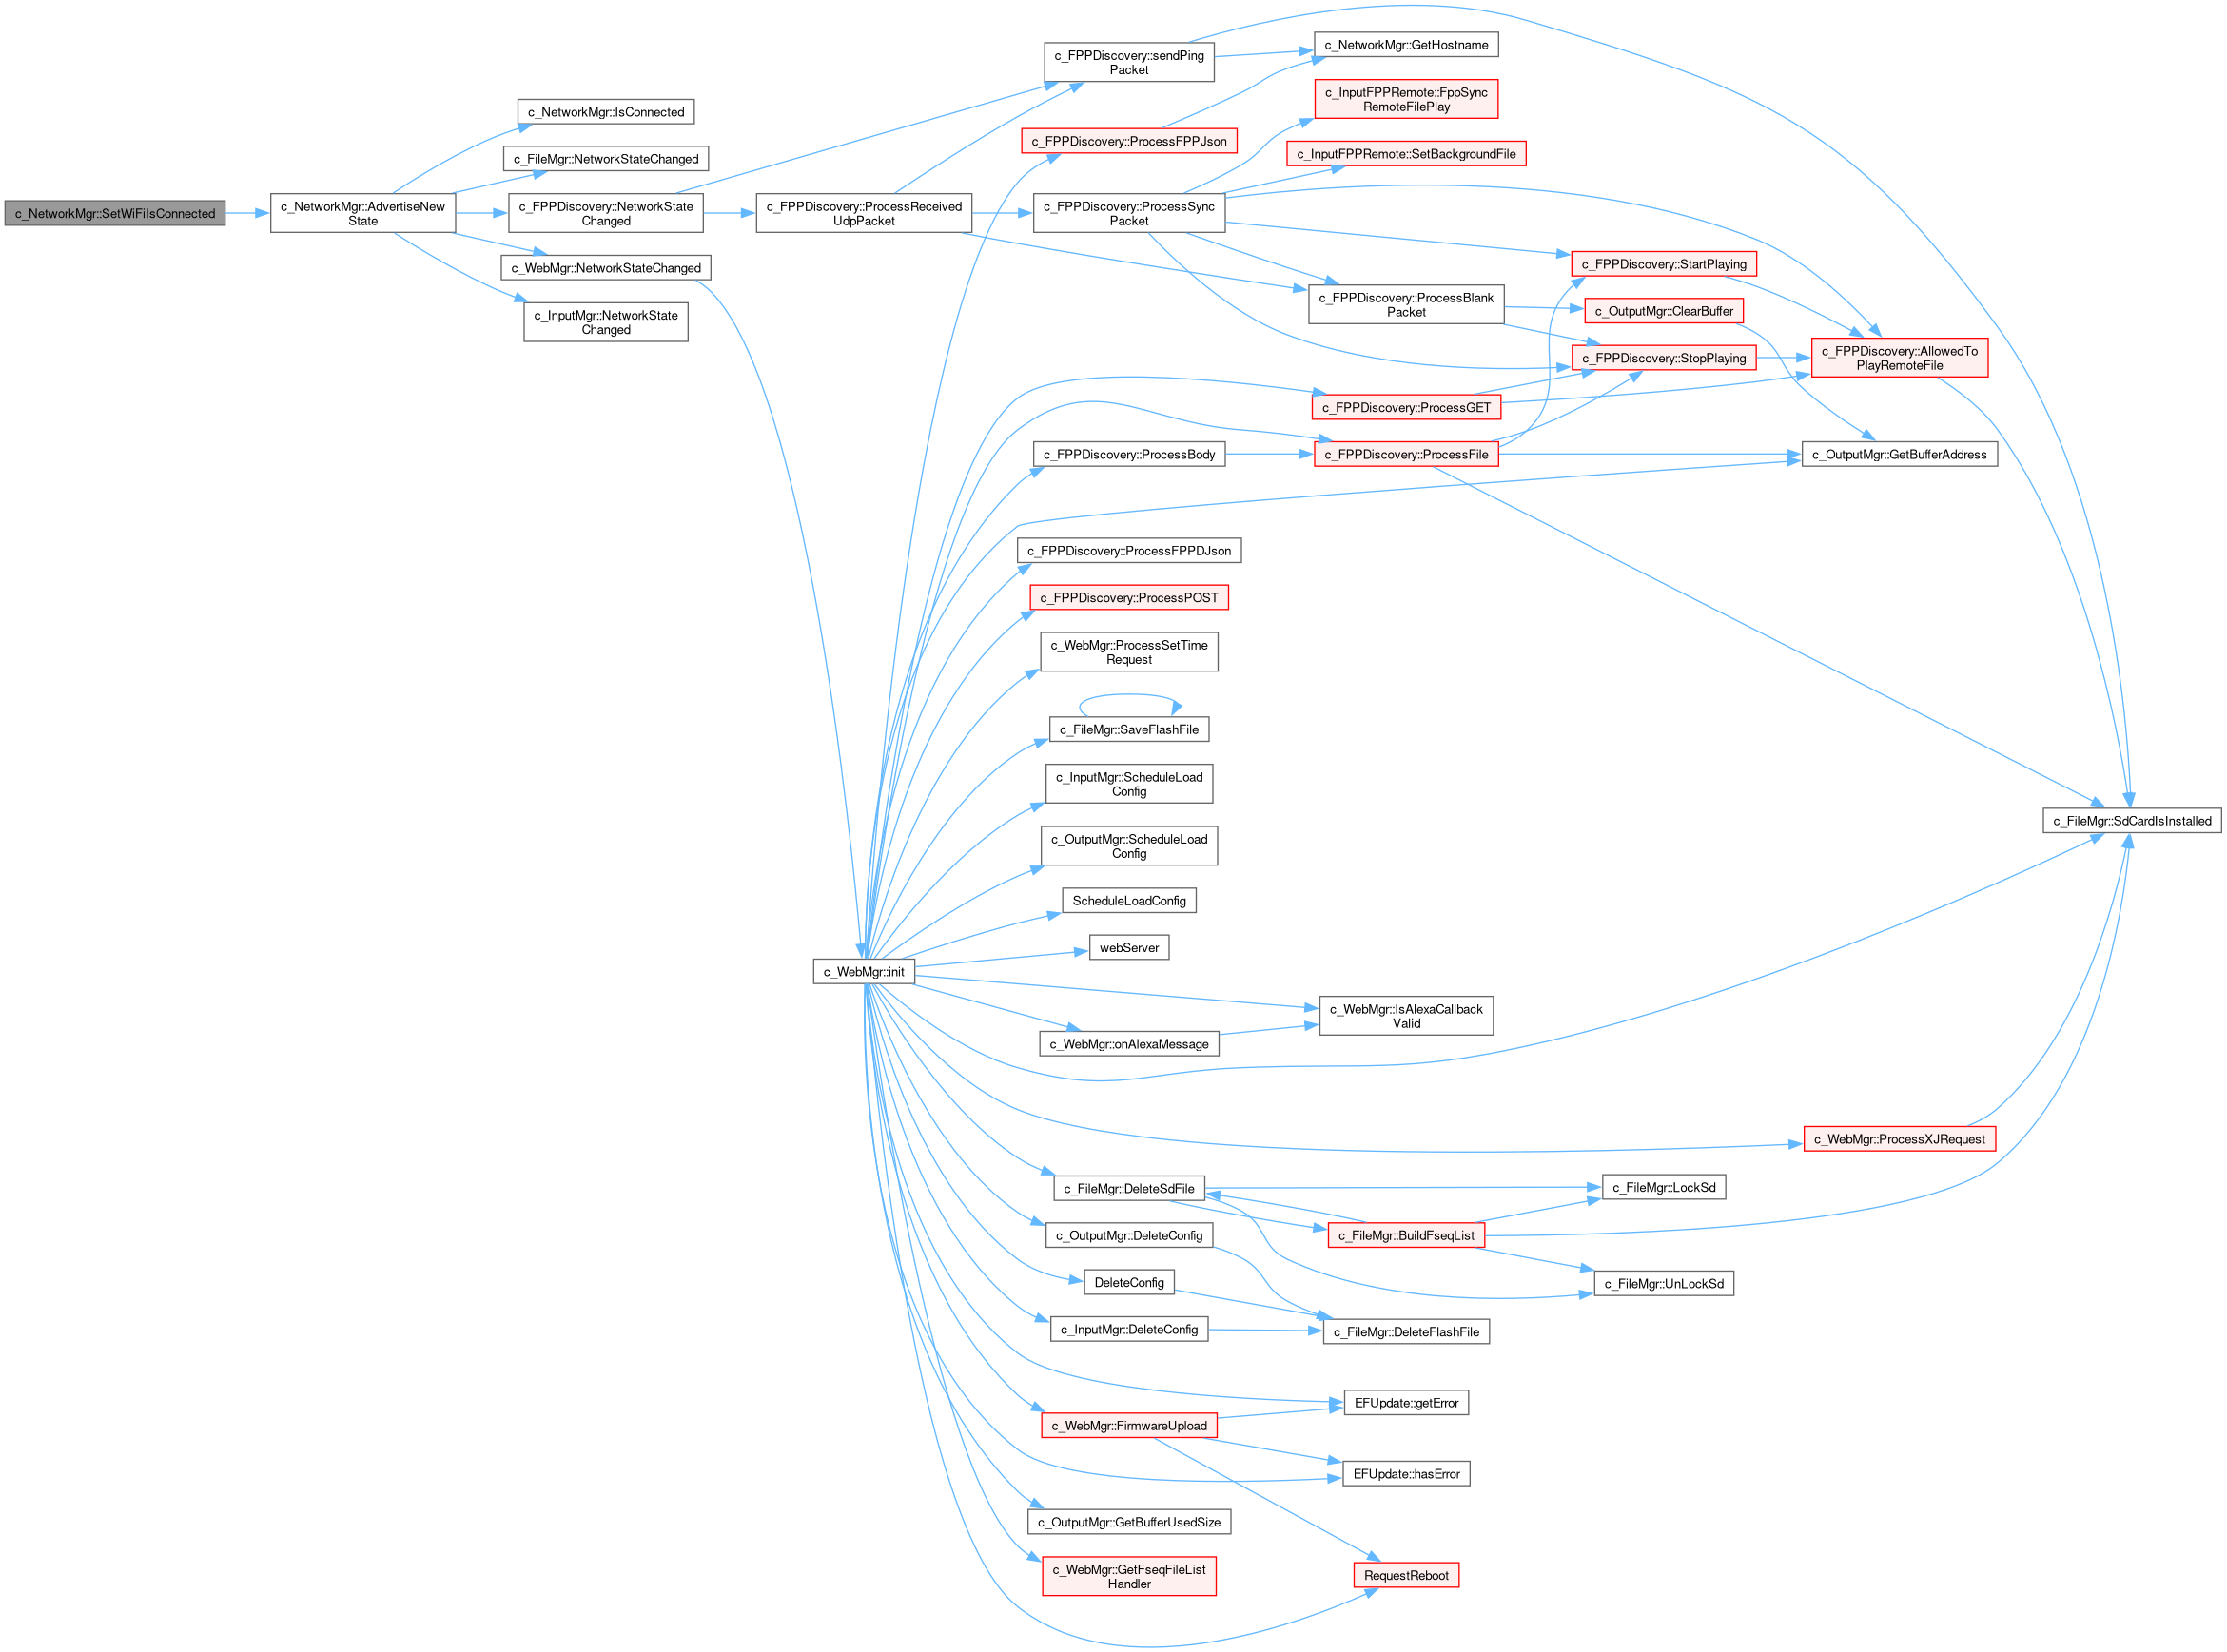 c_NetworkMgr::SetWiFiIsConnected
c_NetworkMgr::AdvertiseNew
State
c_NetworkMgr::IsConnected
c_FileMgr::NetworkStateChanged
c_FPPDiscovery::NetworkState
Changed
c_WebMgr::NetworkStateChanged
c_InputMgr::NetworkState
Changed
c_FPPDiscovery::ProcessReceived
UdpPacket
c_WebMgr::init
c_FPPDiscovery::sendPing
Packet
c_FPPDiscovery::ProcessFPPJson
c_FPPDiscovery::ProcessSync
Packet
c_FPPDiscovery::ProcessBody
c_FPPDiscovery::ProcessFPPDJson
c_FPPDiscovery::ProcessPOST
c_WebMgr::ProcessSetTime
Request
c_FileMgr::SaveFlashFile
c_InputMgr::ScheduleLoad
Config
c_OutputMgr::ScheduleLoad
Config
ScheduleLoadConfig
webServer
c_WebMgr::onAlexaMessage
c_FileMgr::DeleteSdFile
c_OutputMgr::DeleteConfig
DeleteConfig
c_InputMgr::DeleteConfig
c_WebMgr::FirmwareUpload
c_OutputMgr::GetBufferUsedSize
c_WebMgr::GetFseqFileList
Handler
c_NetworkMgr::GetHostname
c_InputFPPRemote::FppSync
RemoteFilePlay
c_InputFPPRemote::SetBackgroundFile
c_FPPDiscovery::ProcessBlank
Packet
c_FPPDiscovery::ProcessGET
c_FPPDiscovery::ProcessFile
c_WebMgr::IsAlexaCallback
Valid
c_FileMgr::BuildFseqList
c_FileMgr::DeleteFlashFile
EFUpdate::getError
EFUpdate::hasError
RequestReboot
c_FPPDiscovery::StartPlaying
c_OutputMgr::ClearBuffer
c_FPPDiscovery::StopPlaying
c_FileMgr::LockSd
c_FileMgr::UnLockSd
c_FPPDiscovery::AllowedTo
PlayRemoteFile
c_OutputMgr::GetBufferAddress
c_WebMgr::ProcessXJRequest
c_FileMgr::SdCardIsInstalled